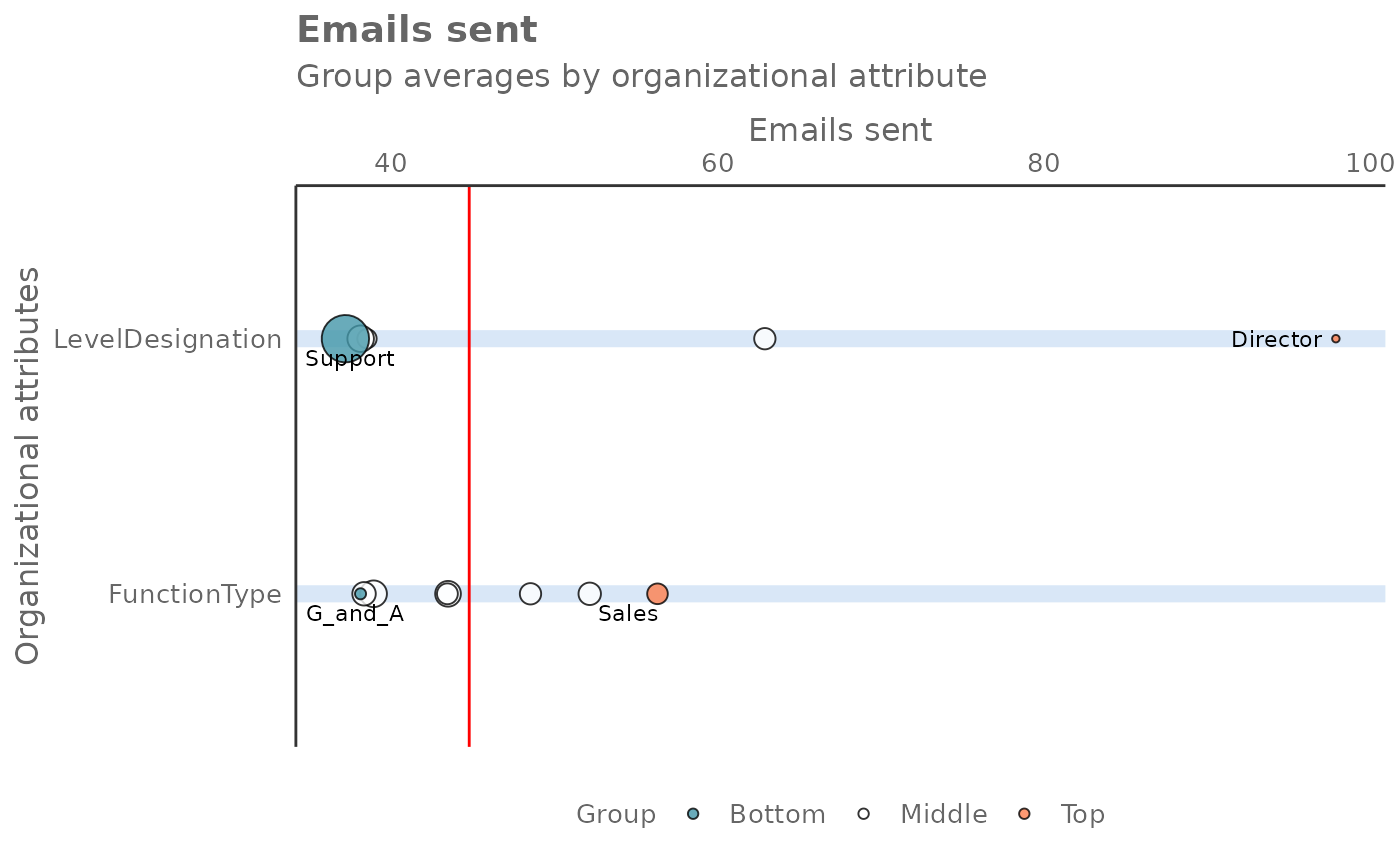 Emails sent
Group averages by organizational attribute
Emails sent
40 60 80 100
Organizational attributes
LevelDesignation
Support
Director
FunctionType
G_and_A
Sales
Group Bottom Middle Top